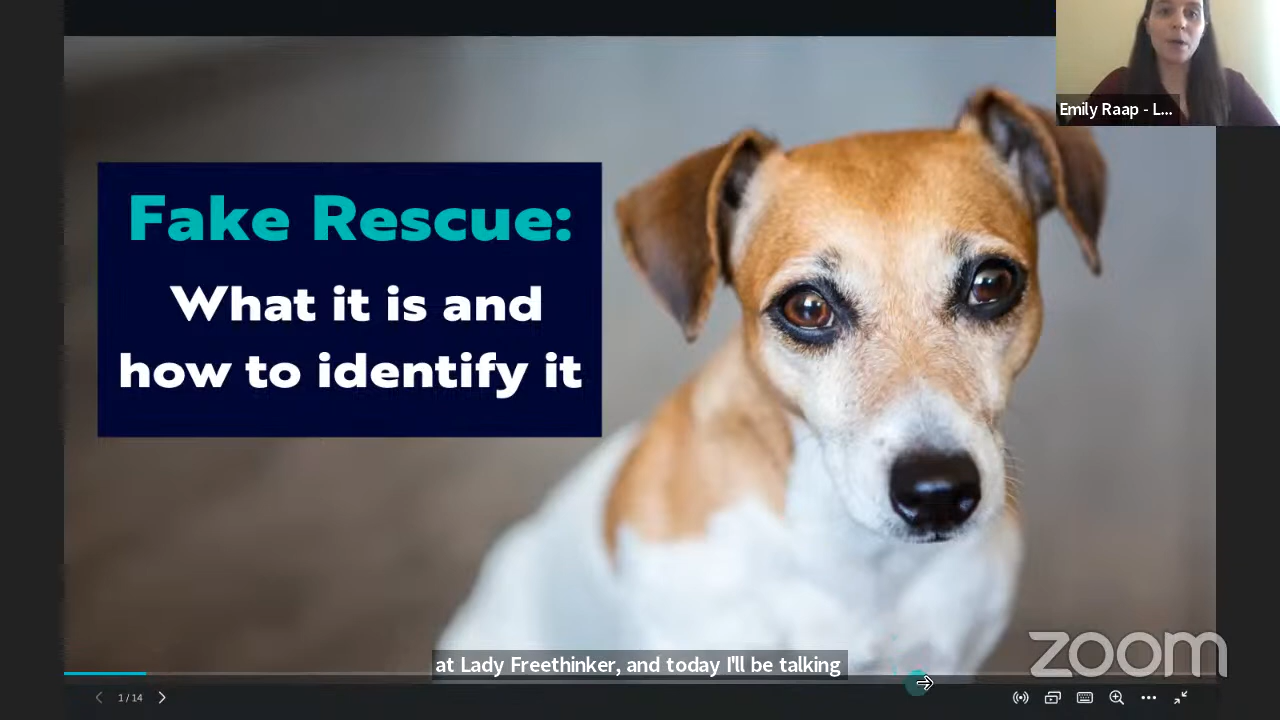 Emily Raap - L...
Fake Rescue:
What it is and
how to identify it
at Lady Freethinker, and today I'll be talking
zoom
1/14